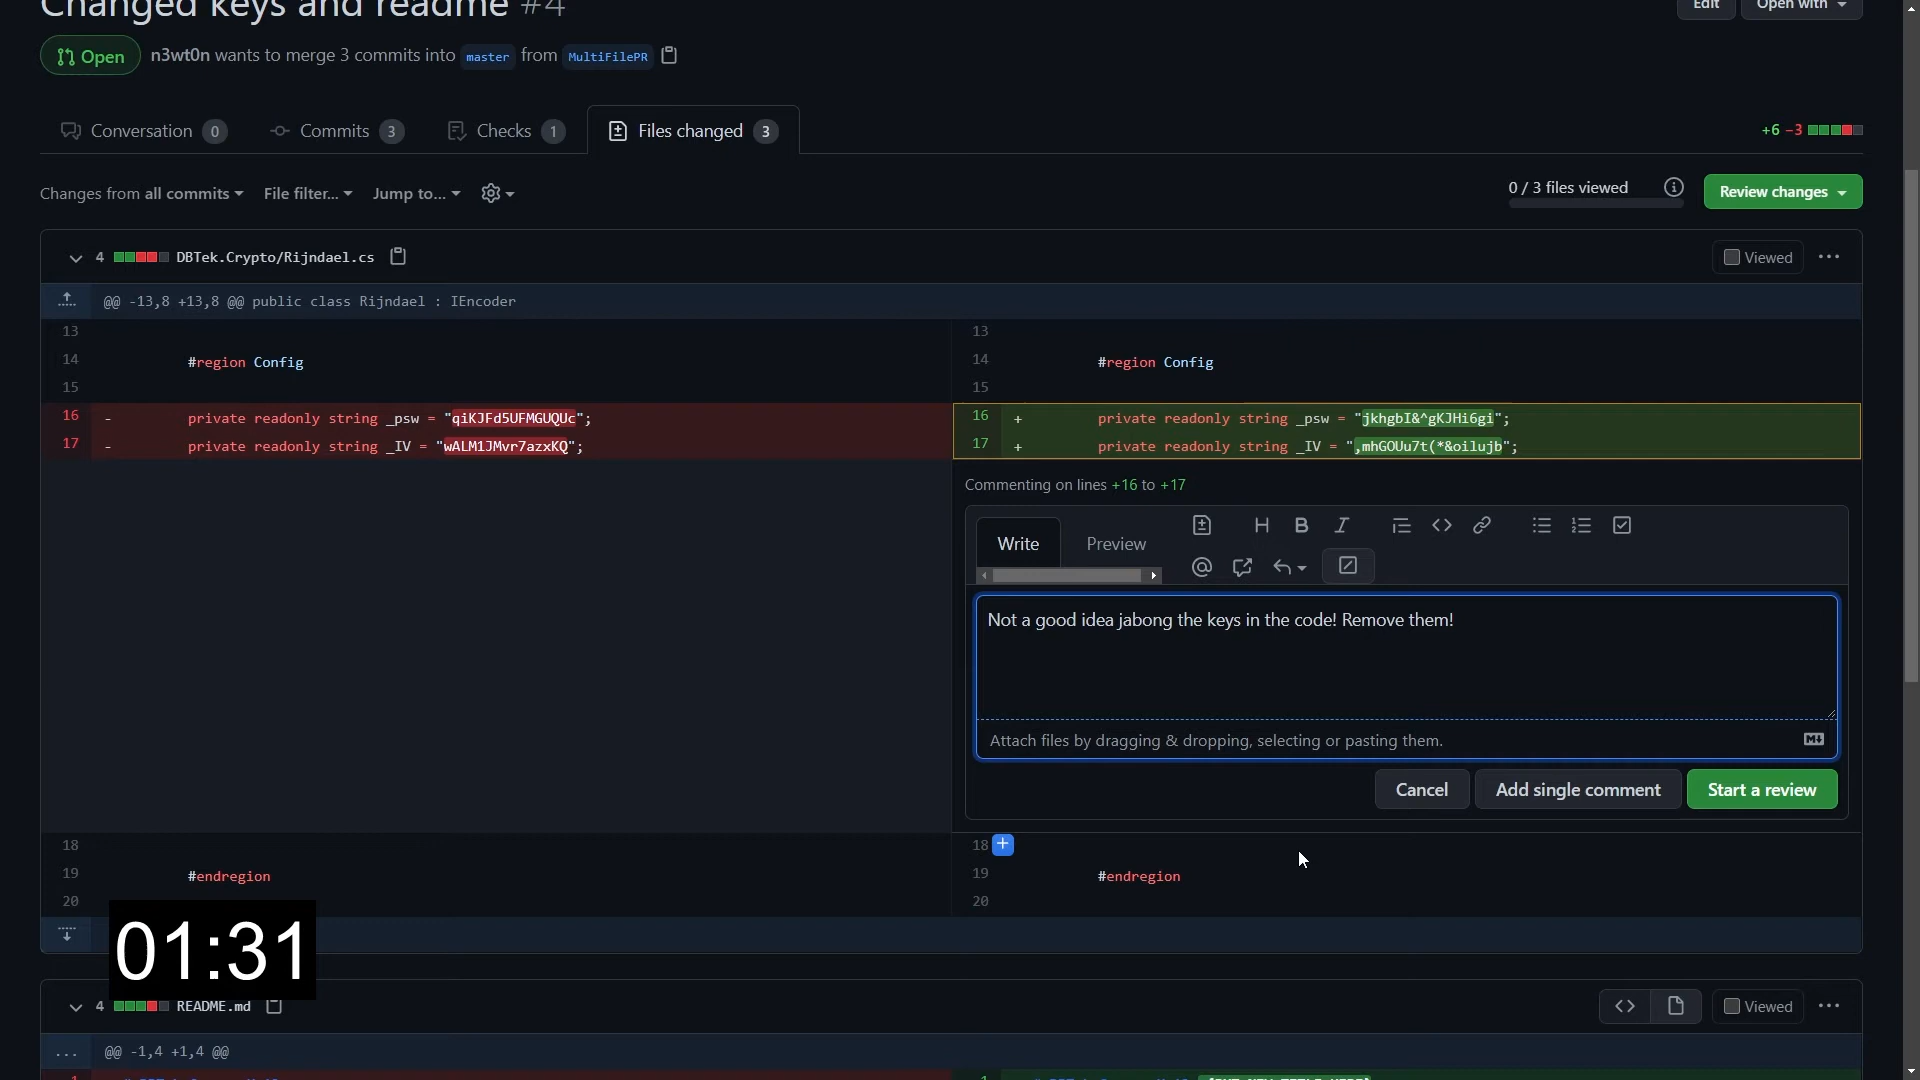 Changed keys and readme #4
Edit
Open with
Open
n3wt0n wants to merge 3 commits into master from MultiFilePR
Conversation 0
Commits 3
Checks 1
Files changed 3
+6 −3
Changes from all commits
File filter...
Jump to...
0 / 3 files viewed
Review changes
4 DBTek.Crypto/Rijndael.cs
Viewed
@@ -13,8 +13,8 @@ public class Rijndael : IEncoder
13 13
14 #region Config 14 #region Config
15 15
16 - private readonly string _psw = "qiKJFd5UFMGUQUc"; 16 + private readonly string _psw = "jkhgbI&^gKJHi6gi";
17 - private readonly string _IV = "wALM1JMvr7azxKQ"; 17 + private readonly string _IV = ",mhGOUu7t(*&oilujb";
Commenting on lines +16 to +17
Write
Preview
Not a good idea jabong the keys in the code! Remove them!
Attach files by dragging & dropping, selecting or pasting them.
Cancel
Add single comment
Start a review
18 18
19 #endregion 19 #endregion
20 20
01:31
4 README.md
Viewed
... @@ -1,4 +1,4 @@